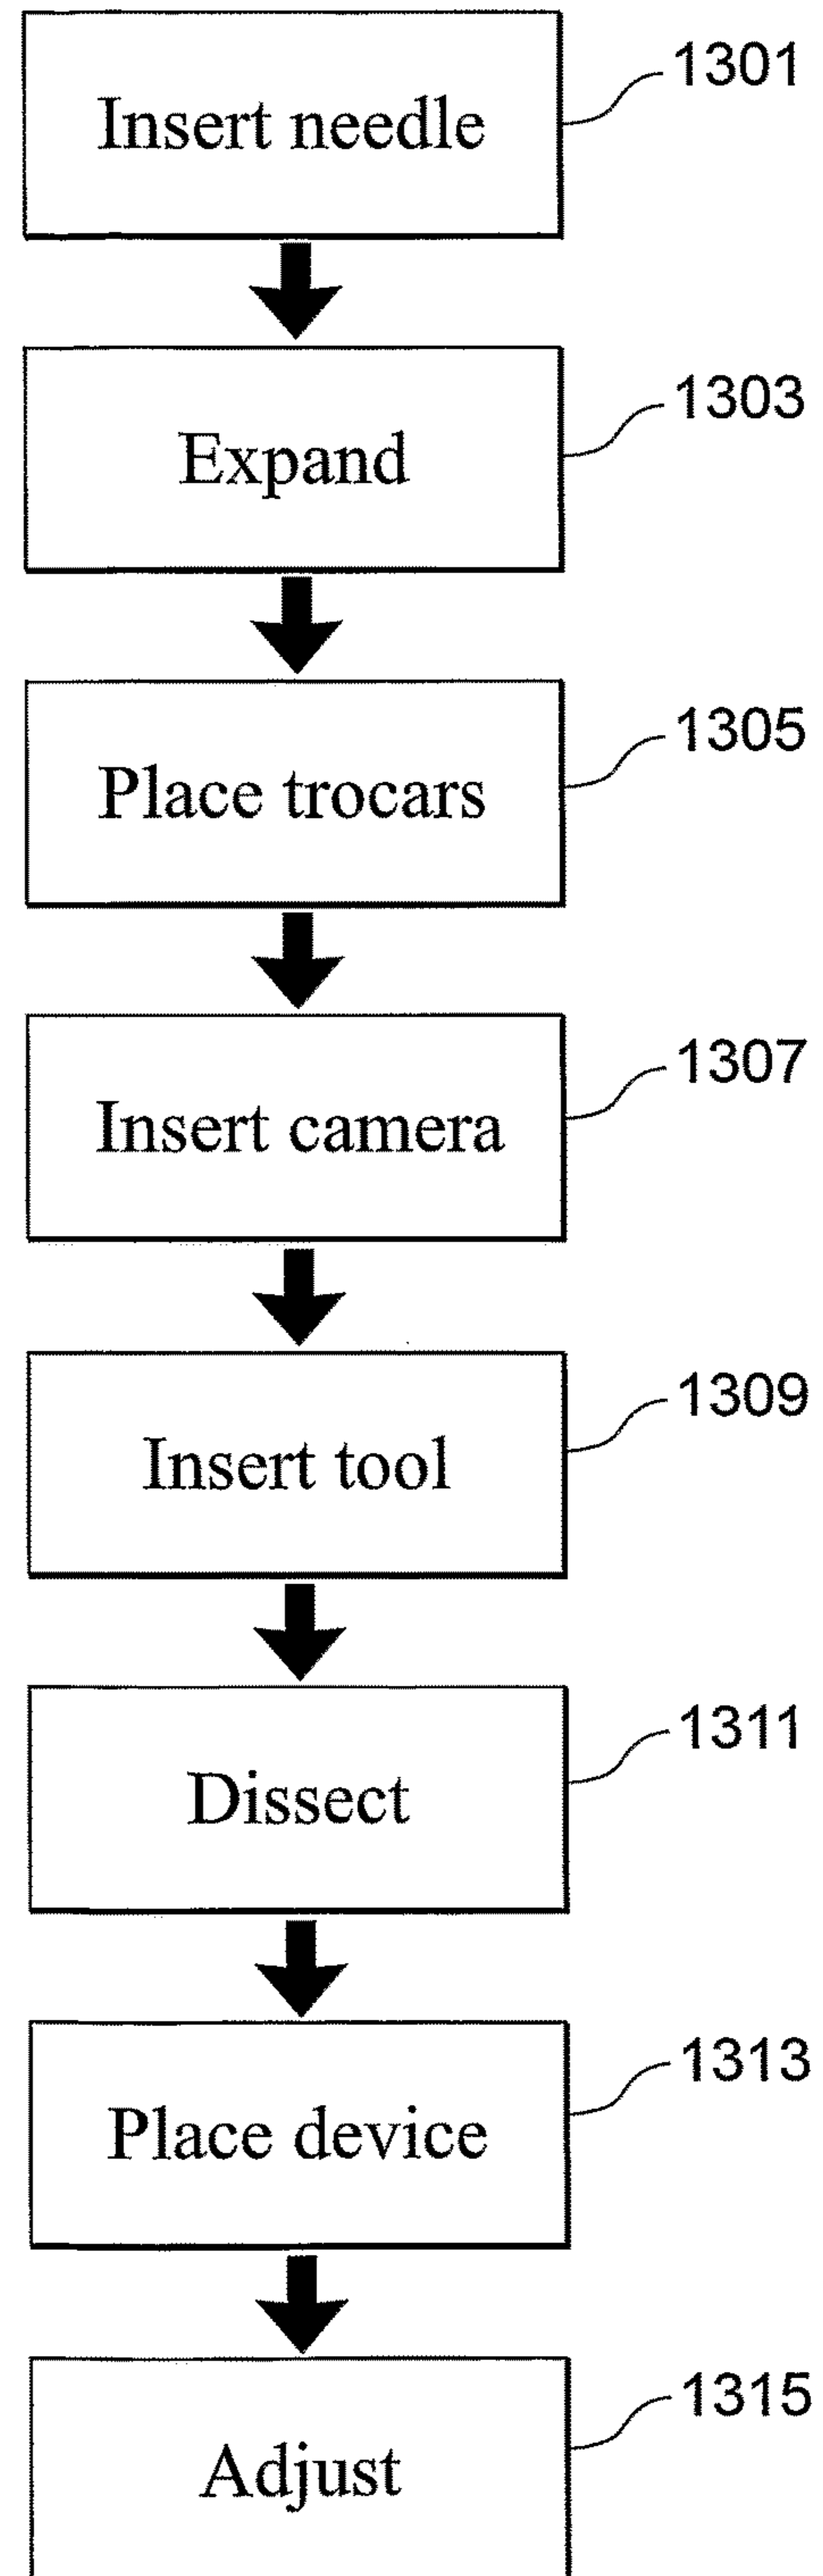 Insert needle
1301
Expand
1303
Place trocars
1305
Insert camera
1307
Insert tool
1309
Dissect
1311
Place device
1313
Adjust
1315